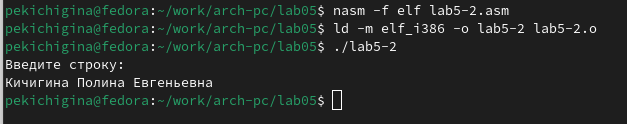 pekichigina@fedora:~/work/arch-pc/lab05$ nasm -f elf lab5-2.asm
pekichigina@fedora:~/work/arch-pc/lab05$ ld -m elf_i386 -o lab5-2 lab5-2.o
pekichigina@fedora:~/work/arch-pc/lab05$ ./lab5-2
Введите строку:
Кичигина Полина Евгеньевна
pekichigina@fedora:~/work/arch-pc/lab05$